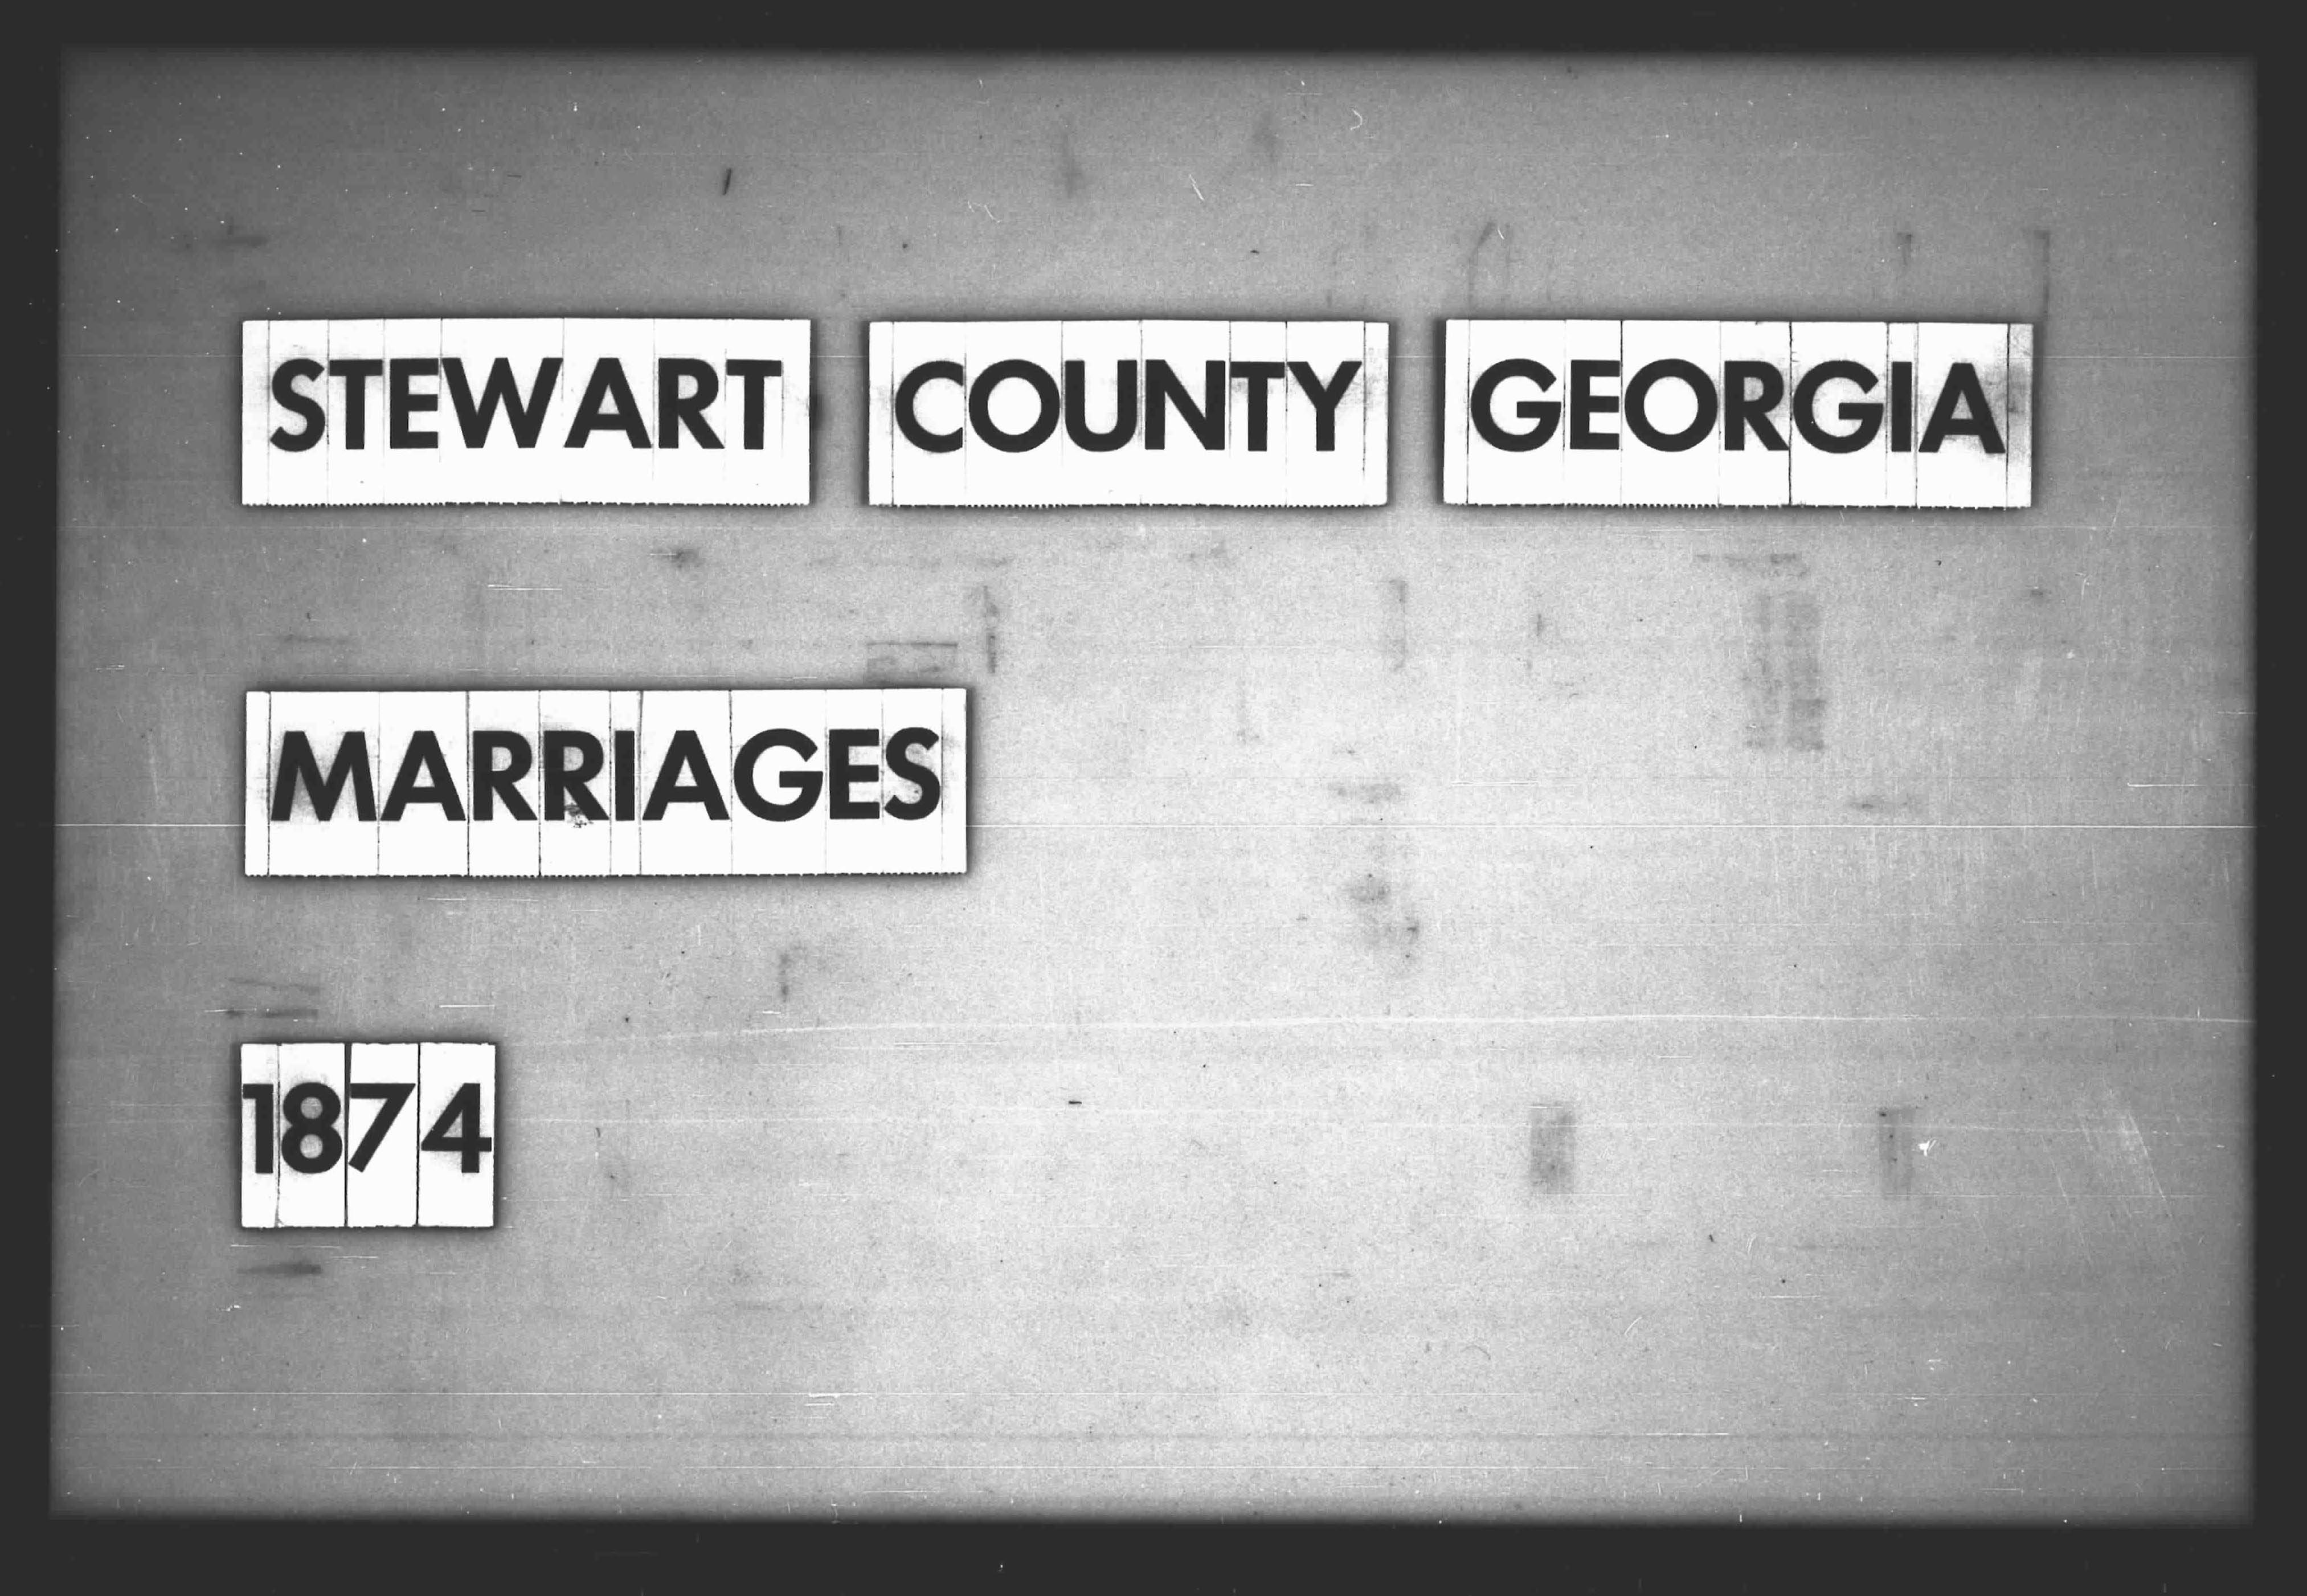 STEWART COUNTY GEORGIA
MARRIAGES
1874